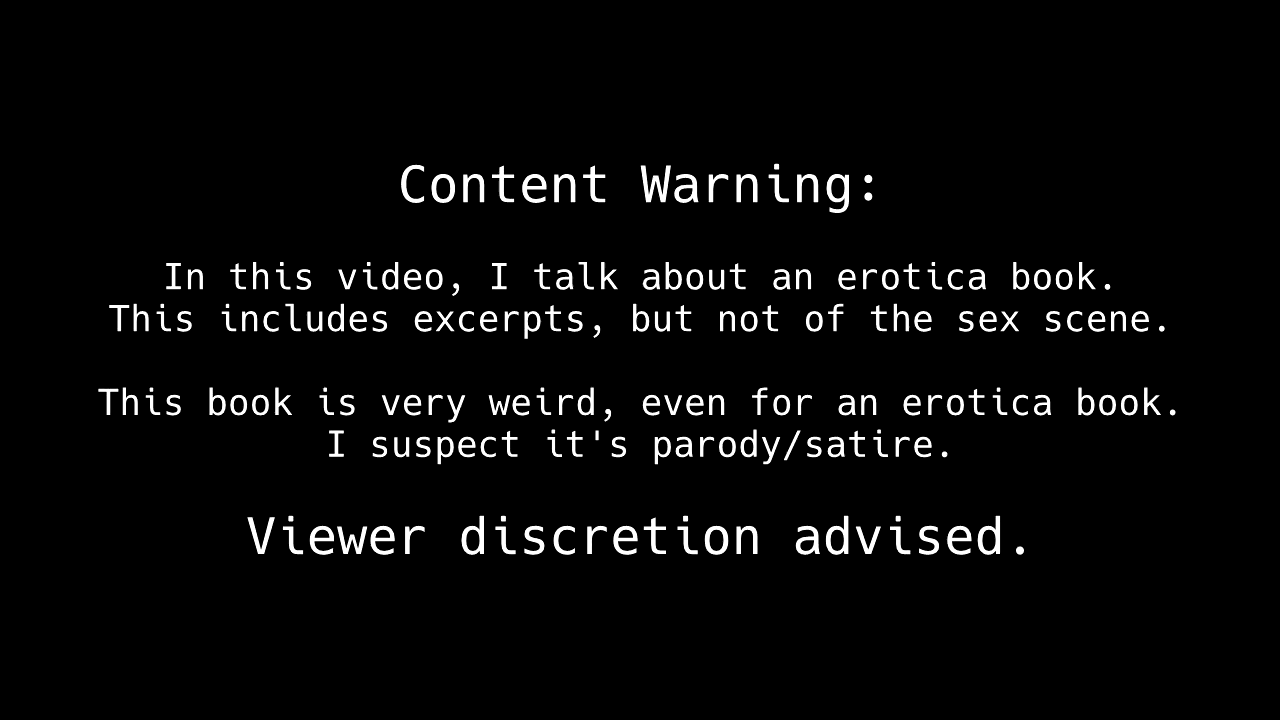 Content Warning:
In this video, I talk about an erotica book.
This includes excerpts, but not of the sex scene.
This book is very weird, even for an erotica book.
I suspect it's parody/satire.
Viewer discretion advised.